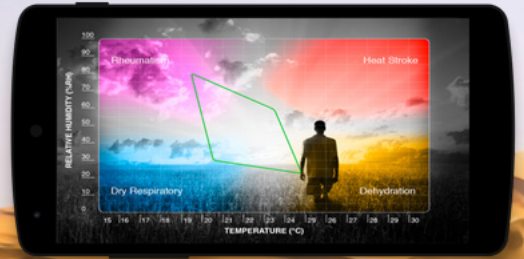 100
90
80
70
60
50
40
30
20
10
0
RELATIVE HUMIDITY (%RH)
Rheumatism
Heat Stroke
Dry Respiratory
Dehydration
15 16 17 18 19 20 21 22 23 24 25 26 27 28 29 30
TEMPERATURE (°C)